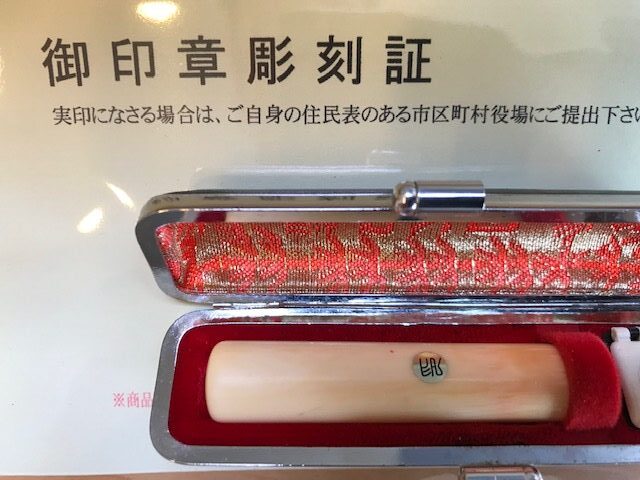 御印章彫刻証
実印になさる場合は、ご自身の住民表のある市区町村役場にご提出下さい
※商品